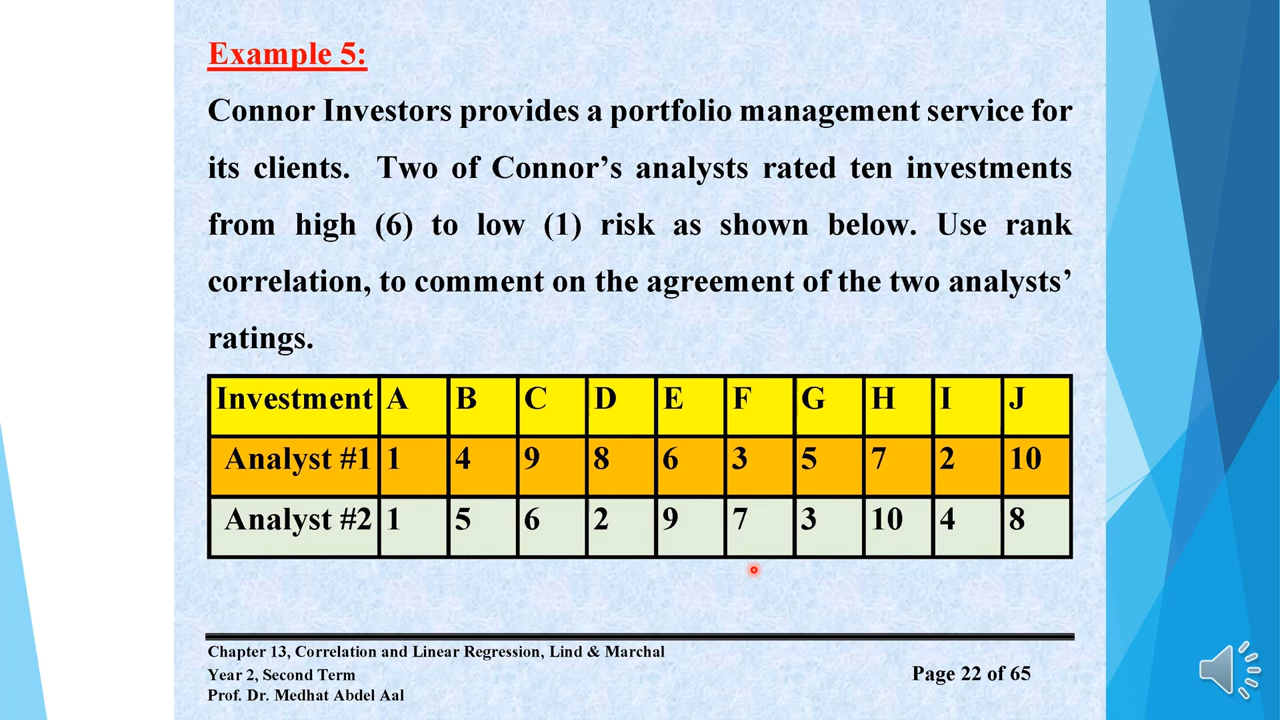 Example 5:
Connor Investors provides a portfolio management service for
its clients. Two of Connor’s analysts rated ten investments
from high (6) to low (1) risk as shown below. Use rank
correlation, to comment on the agreement of the two analysts’
ratings.
Investment A B C D E F G H I J
Analyst #1 1 4 9 8 6 3 5 7 2 10
Analyst #2 1 5 6 2 9 7 3 10 4 8
Chapter 13, Correlation and Linear Regression, Lind & Marchal
Year 2, Second Term Page 22 of 65
Prof. Dr. Medhat Abdel Aal